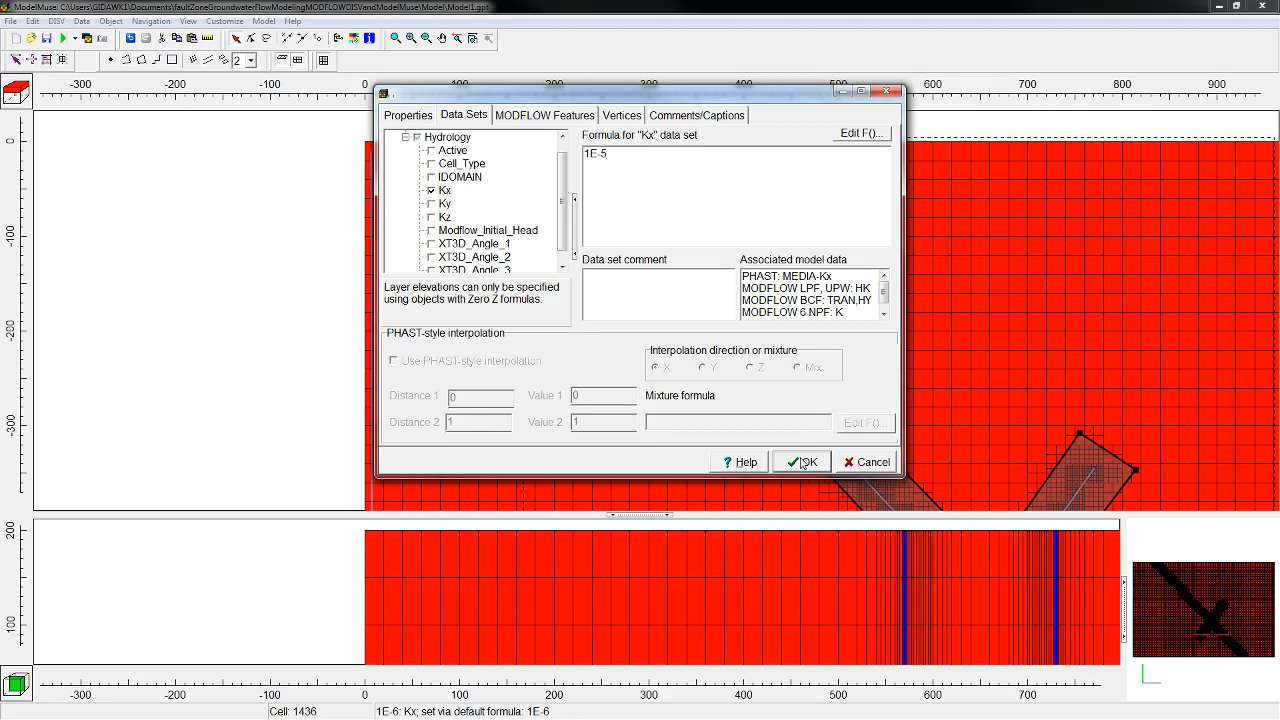 ModelMuse: C:\Users\GIDAWK1\Documents\faultZoneGroundwaterFlowModelingMODFLOWDISVandModelMuse\Model\Model1.gpt
File Edit DISV Data Object Navigation View Customize Model Help
2
-300 -200 -100 0 100 200 300 400 500 600 700 800 900
0
-100
-200
-300
Properties Data Sets MODFLOW Features Vertices Comments/Captions
Hydrology
Active
Cell_Type
IDOMAIN
Kx
Ky
Kz
Modflow_Initial_Head
XT3D_Angle_1
XT3D_Angle_2
XT3D_Angle_3
Layer elevations can only be specified
using objects with Zero Z formulas.
Formula for "Kx" data set
Edit F()...
1E-5
Data set comment
Associated model data
PHAST: MEDIA-Kx
MODFLOW LPF, UPW: HK
MODFLOW BCF: TRAN,HY
MODFLOW 6 NPF: K
PHAST-style interpolation
Use PHAST-style interpolation
Interpolation direction or mixture
X Y Z Mix
Distance 1 0 Value 1 0 Mixture formula
Distance 2 1 Value 2 1 Edit F()...
Help OK Cancel
200
100
-300 -200 -100 0 100 200 300 400 500 600 700
Cell: 1436 1E-6: Kx; set via default formula: 1E-6